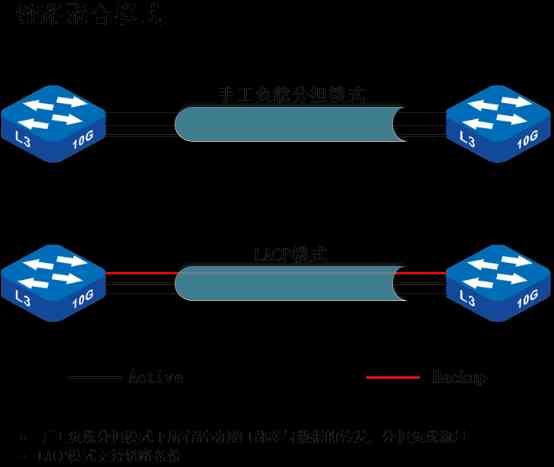 链路聚合模式
手工负载分担模式
L3 10G
L3 10G
LACP模式
L3 10G
L3 10G
Active Backup
手工负载分担模式下所有活动接口都参与数据的转发，分担负载流量
LACP模式支持链路备份